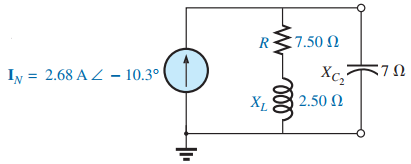 R
7.50 Ω
I_N = 2.68 A ∠ – 10.3°
X_C₂
7 Ω
X_L
2.50 Ω